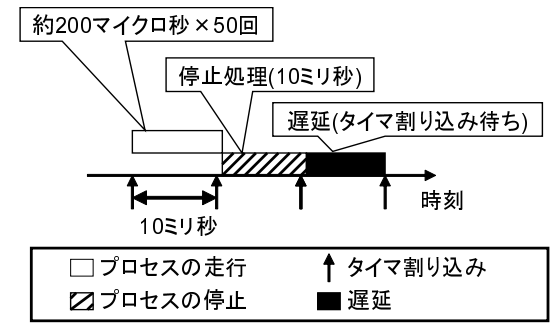 約200マイクロ秒×50回
停止処理(10ミリ秒)
遅延(タイマ割り込み待ち)
時刻
10ミリ秒
プロセスの走行
タイマ割り込み
プロセスの停止
遅延